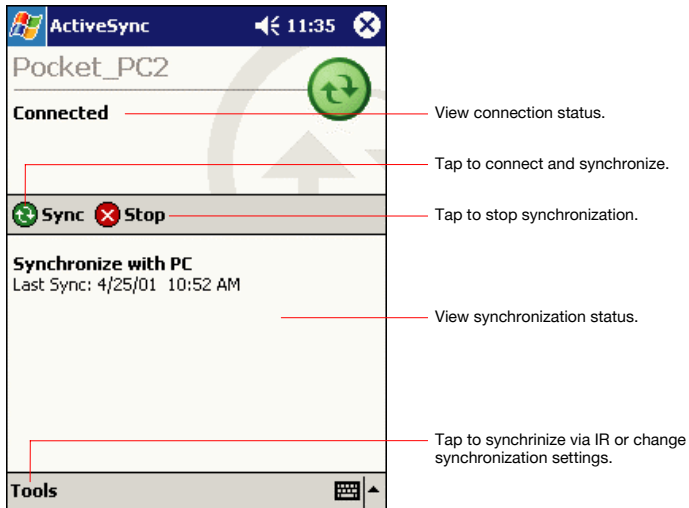 ActiveSync 11:35
Pocket_PC2
Connected
View connection status.
Tap to connect and synchronize.
Sync Stop
Tap to stop synchronization.
Synchronize with PC
Last Sync: 4/25/01 10:52 AM
View synchronization status.
Tap to synchrinize via IR or change
synchronization settings.
Tools